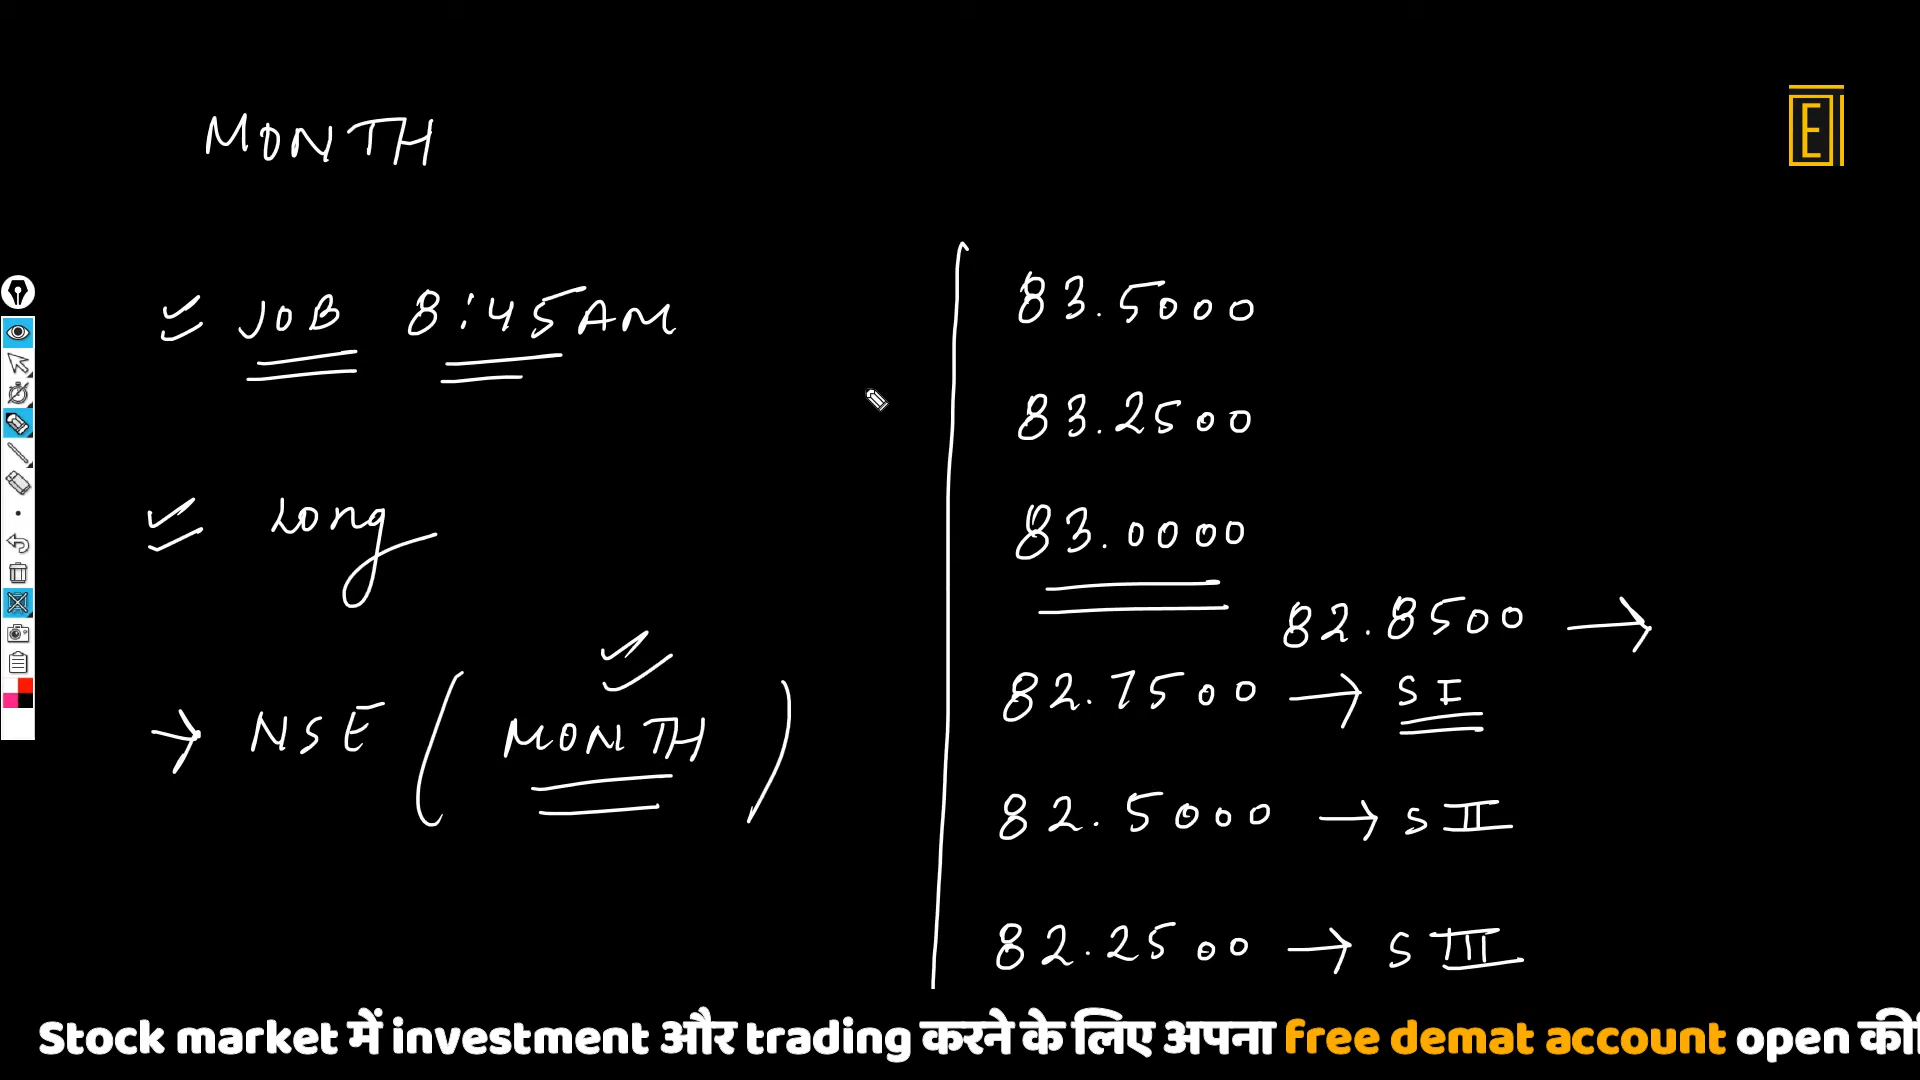 MONTH
JOB 8:45AM
Long
→ NSE (MONTH)
83.5000
83.2500
83.0000
82.8500 →
82.7500 → S I
82.5000 → S II
82.2500 → S III
E
Stock market में investment और trading करने के लिए अपना free demat account open की